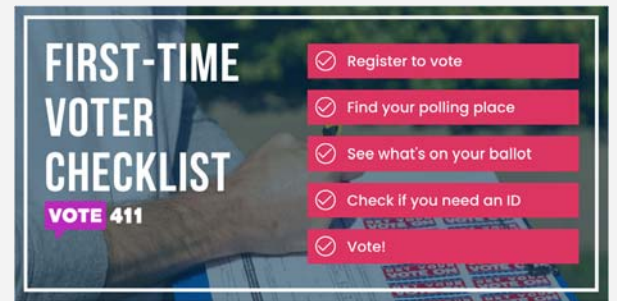 FIRST-TIME
VOTER
CHECKLIST
VOTE 411
Register to vote
Find your polling place
See what's on your ballot
Check if you need an ID
Vote!